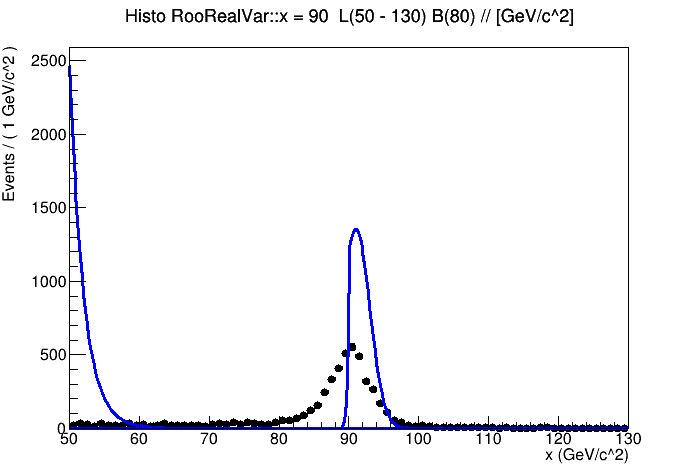 Histo RooRealVar::x = 90 L(50 - 130) B(80) // [GeV/c^2]
Events / ( 1 GeV/c^2 )
2500
2000
1500
1000
500
0
50 60 70 80 90 100 110 120 130
x (GeV/c^2)